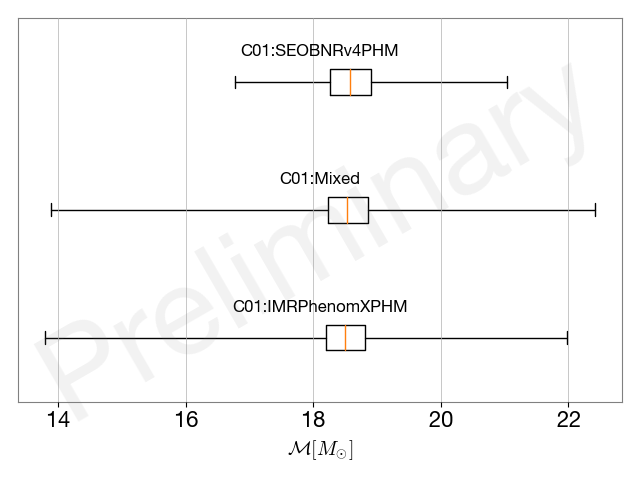 C01:SEOBNRv4PHM
C01:Mixed
C01:IMRPhenomXPHM
Preliminary
14 16 18 20 22
ℳ[M☉]